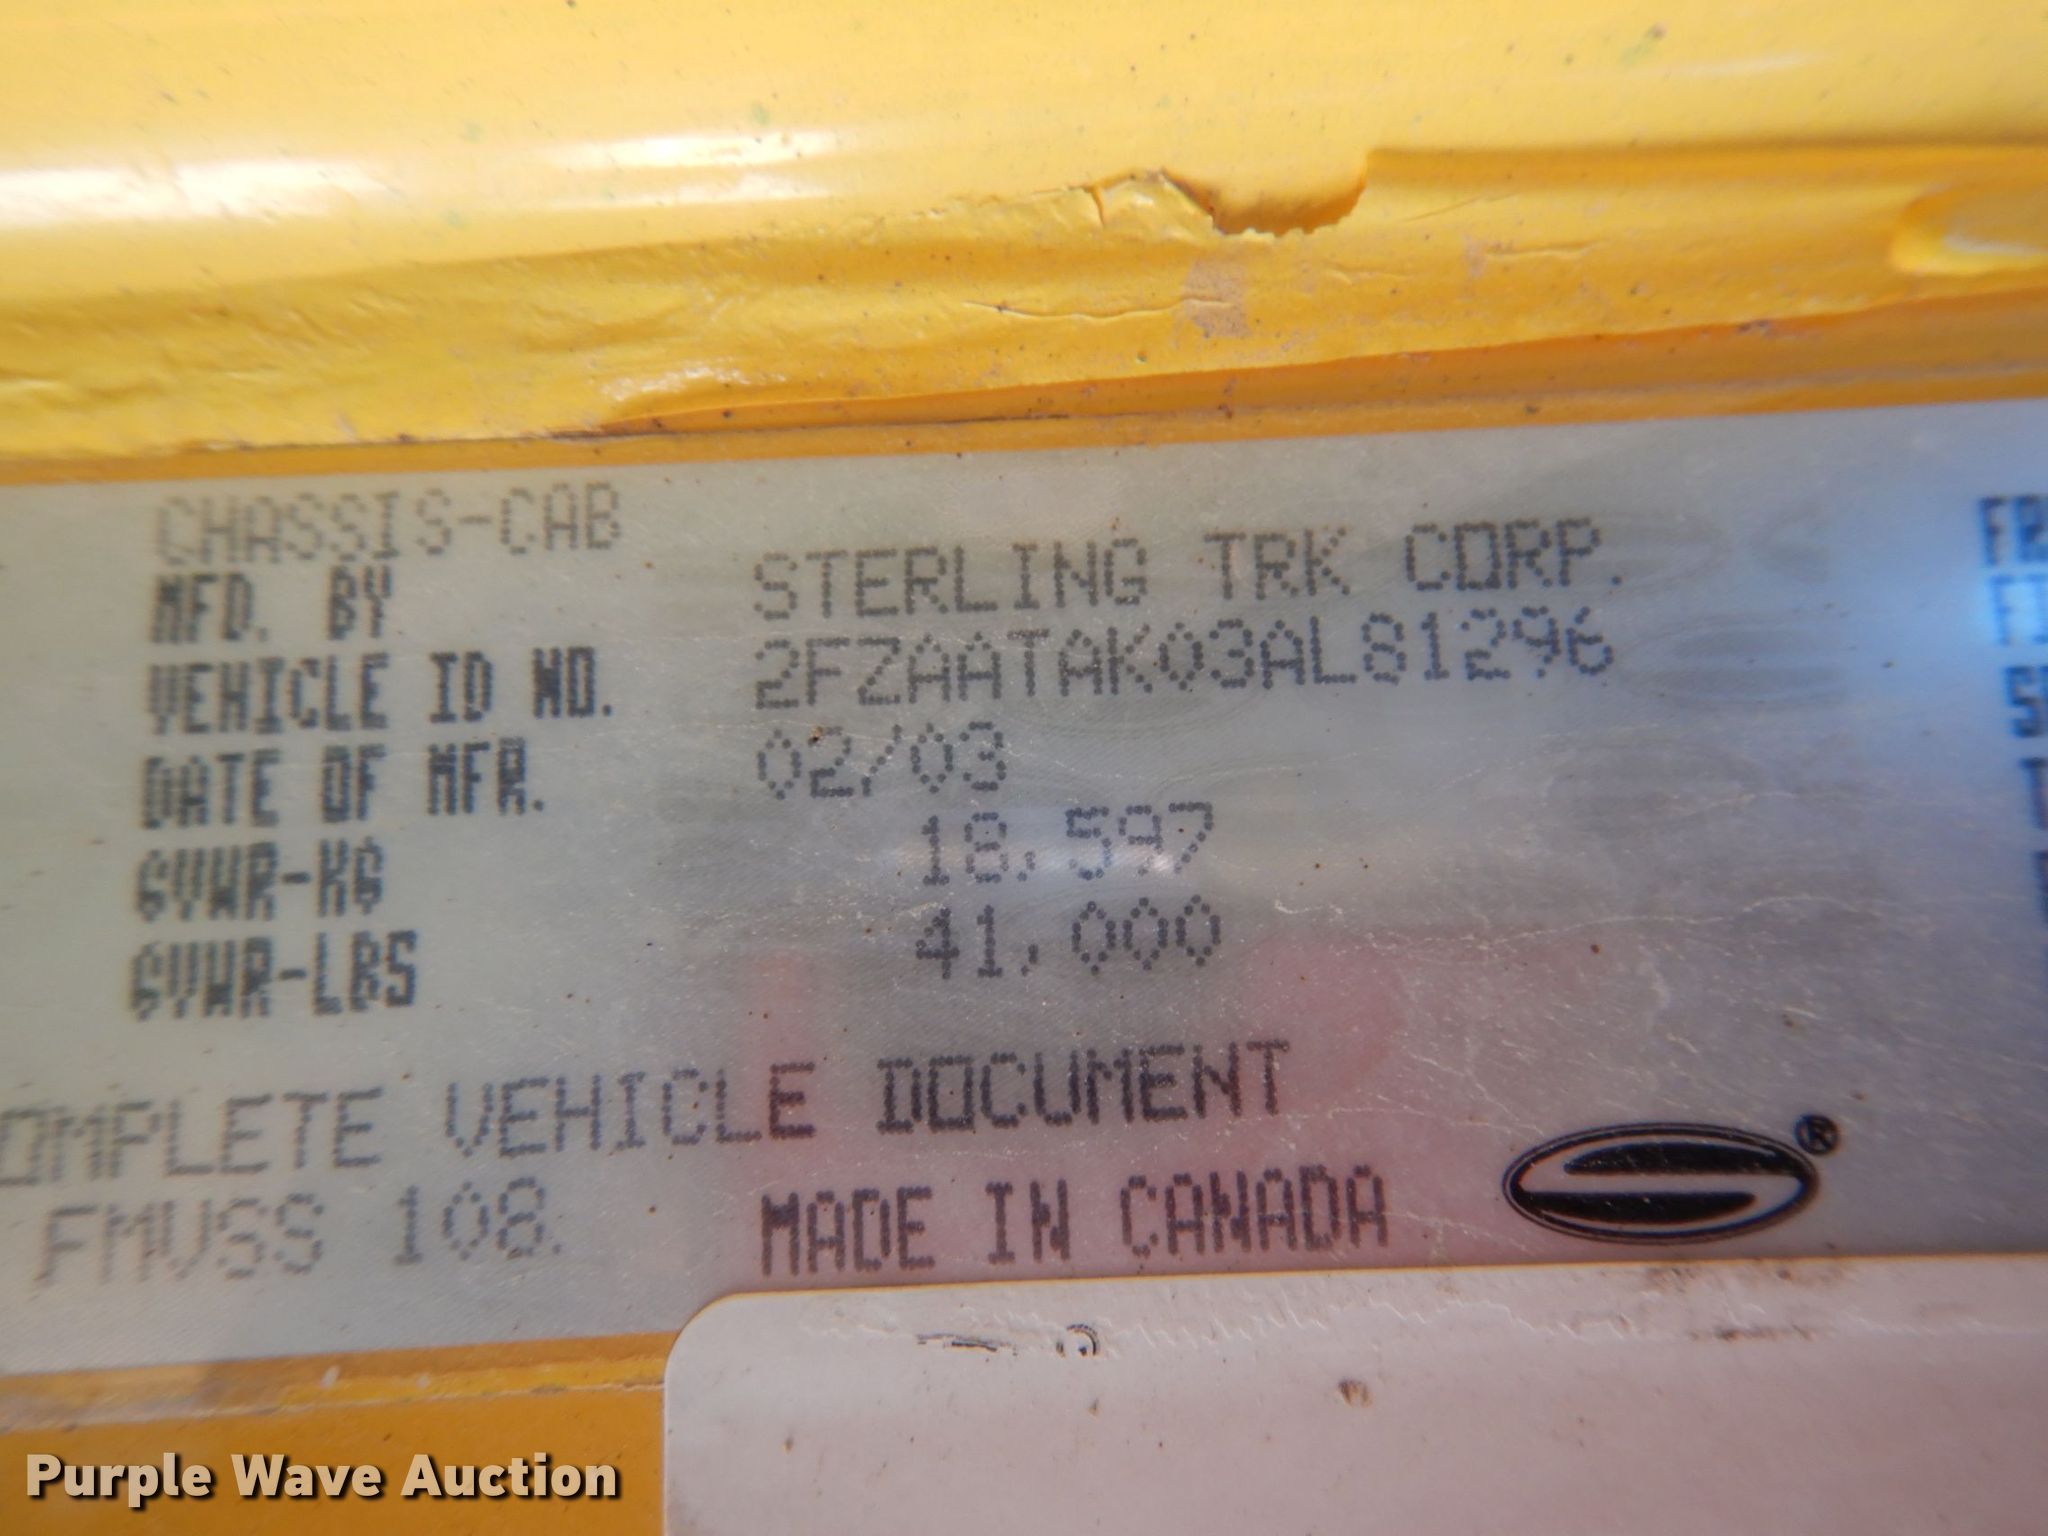 CHASSIS-CAB
MFD. BY STERLING TRK CORP.
VEHICLE ID NO. 2FZAATAK03AL81296
DATE OF MFR. 02/03
GVWR-KG 18,597
GVWR-LBS 41,000
OMPLETE VEHICLE DOCUMENT
FMVSS 108. MADE IN CANADA
®
FR
Purple Wave Auction